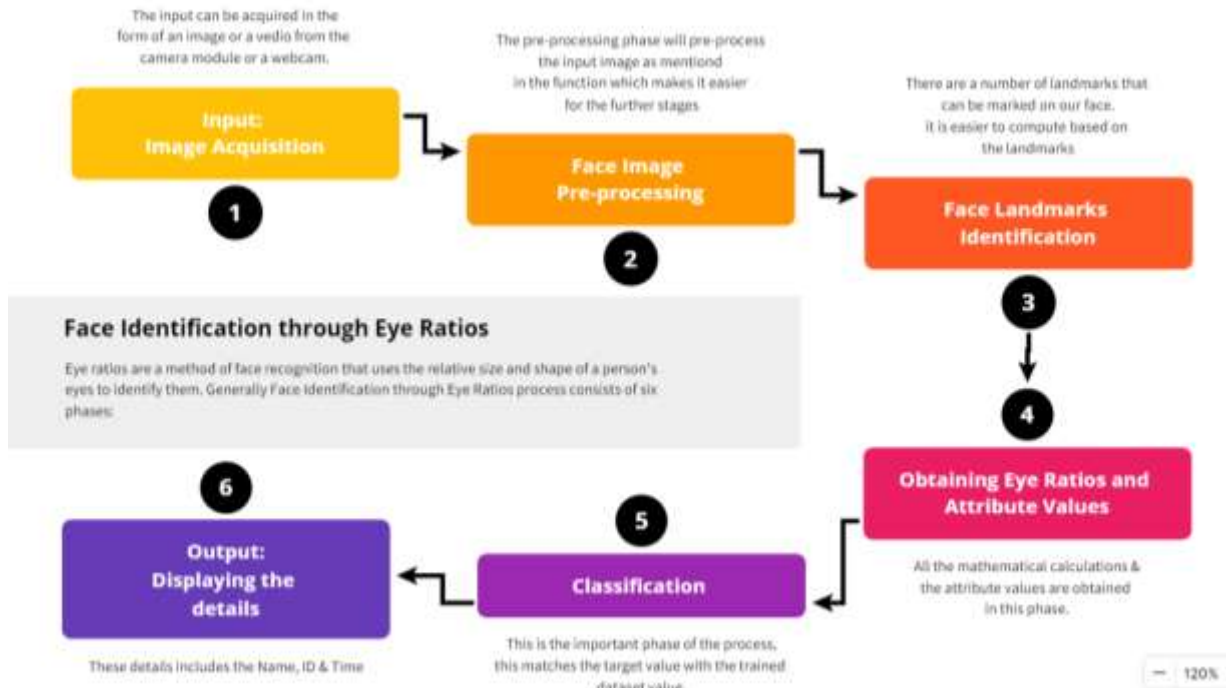 The input can be acquired in the
form of an image or a vedio from the
camera module or a webcam.
Input:
Image Acquisition
1
The pre-processing phase will pre-process
the input image as mentiond
in the function which makes it easier
for the further stages
Face Image
Pre-processing
2
There are a number of landmarks that
can be marked on our face.
it is easier to compute based on
the landmarks
Face Landmarks
Identification
3
Face Identification through Eye Ratios
Eye ratios are a method of face recognition that uses the relative size and shape of a person's
eyes to identify them. Generally Face Identification through Eye Ratios process consists of six
phases:
4
Obtaining Eye Ratios and
Attribute Values
All the mathematical calculations &
the attribute values are obtained
in this phase.
5
Classification
This is the important phase of the process,
this matches the target value with the trained
dataset value
6
Output:
Displaying the
details
These details includes the Name, ID & Time
— 120%